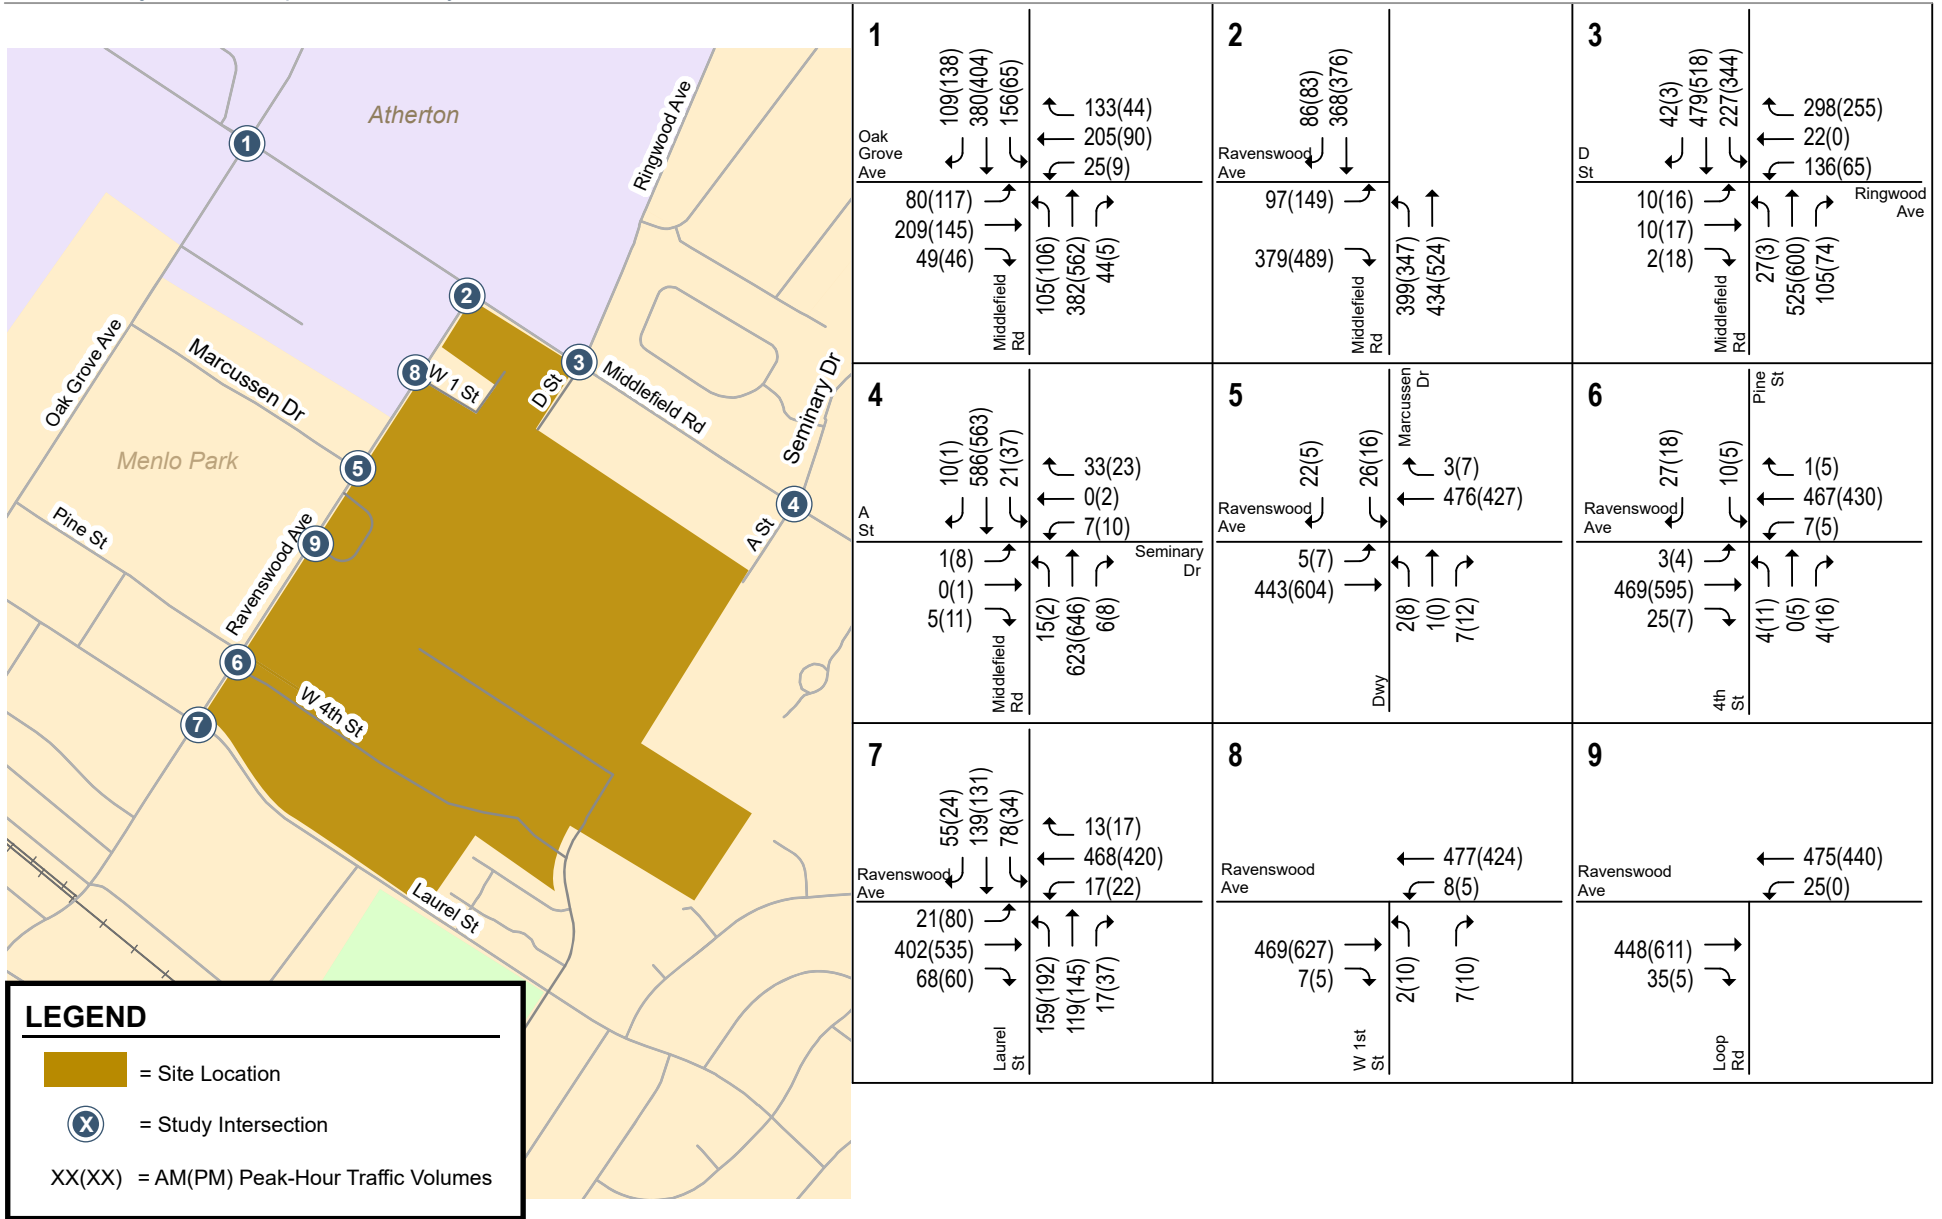 Atherton
Ringwood Ave
1
2
3
8
W 1 St
D St
Middlefield Rd
Seminary Dr
Oak Grove Ave
Marcussen Dr
Menlo Park
5
4
A St
Pine St
9
Ravenswood Ave
6
W 4th St
7
Laurel St
LEGEND
= Site Location
X
= Study Intersection
XX(XX)
= AM(PM) Peak-Hour Traffic Volumes
1
109(138)
380(404)
156(65)
133(44)
205(90)
25(9)
Oak
Grove
Ave
80(117)
209(145)
49(46)
Middlefield
Rd
105(106)
382(562)
44(5)
2
86(83)
368(376)
Ravenswood
Ave
97(149)
379(489)
Middlefield
Rd
399(347)
434(524)
3
42(3)
479(518)
227(344)
298(255)
22(0)
136(65)
D
St
Ringwood
Ave
10(16)
10(17)
2(18)
Middlefield
Rd
27(3)
525(600)
105(74)
4
10(1)
586(563)
21(37)
33(23)
0(2)
7(10)
A
St
Seminary
Dr
1(8)
0(1)
5(11)
Middlefield
Rd
15(2)
623(646)
6(8)
5
Marcussen
Dr
22(5)
26(16)
3(7)
476(427)
Ravenswood
Ave
5(7)
443(604)
Dwy
2(8)
1(0)
7(12)
6
Pine
St
27(18)
10(5)
1(5)
467(430)
7(5)
Ravenswood
Ave
3(4)
469(595)
25(7)
4th
St
4(11)
0(5)
4(16)
7
55(24)
139(131)
78(34)
13(17)
468(420)
17(22)
Ravenswood
Ave
21(80)
402(535)
68(60)
Laurel
St
159(192)
119(145)
17(37)
8
477(424)
8(5)
Ravenswood
Ave
469(627)
7(5)
W 1st
St
2(10)
7(10)
9
475(440)
25(0)
Ravenswood
Ave
448(611)
35(5)
Loop
Rd